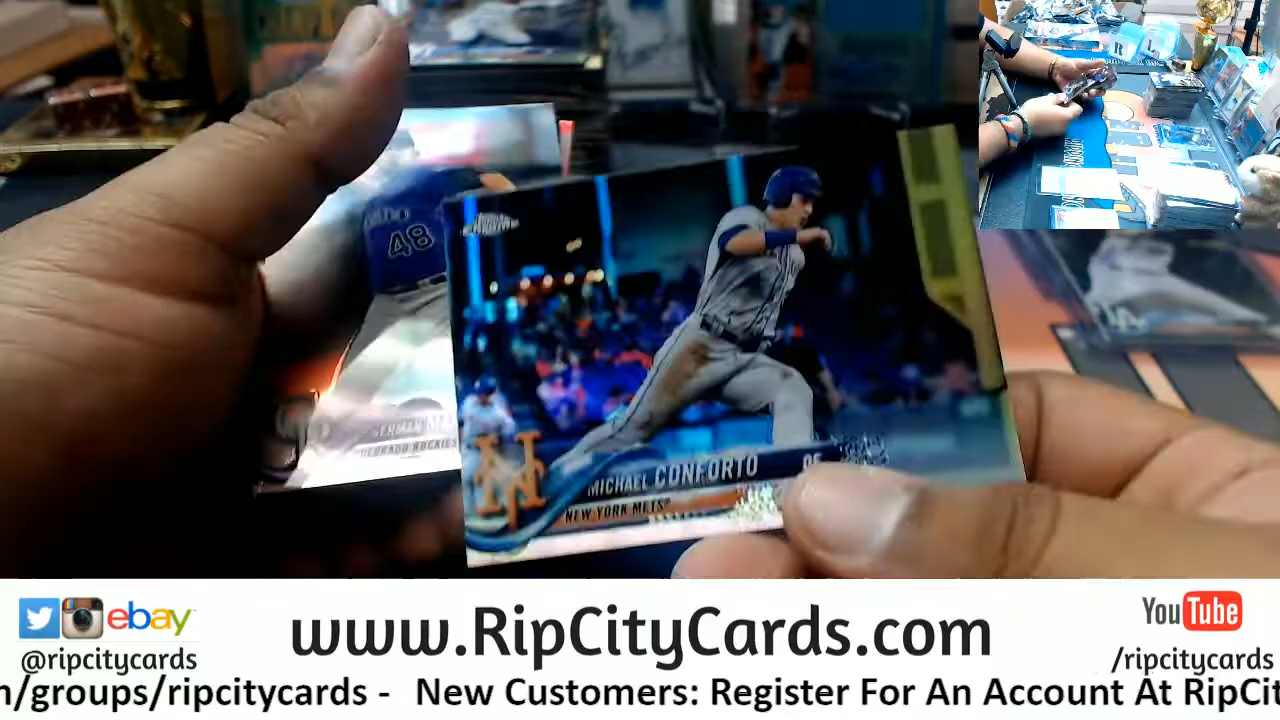 R L
48
MICHAEL CONFORTO OF
NEW YORK METS
COLORADO ROCKIES
ebay
@ripcitycards
www.RipCityCards.com
YouTube
/ripcitycards
n/groups/ripcitycards - New Customers: Register For An Account At RipCit